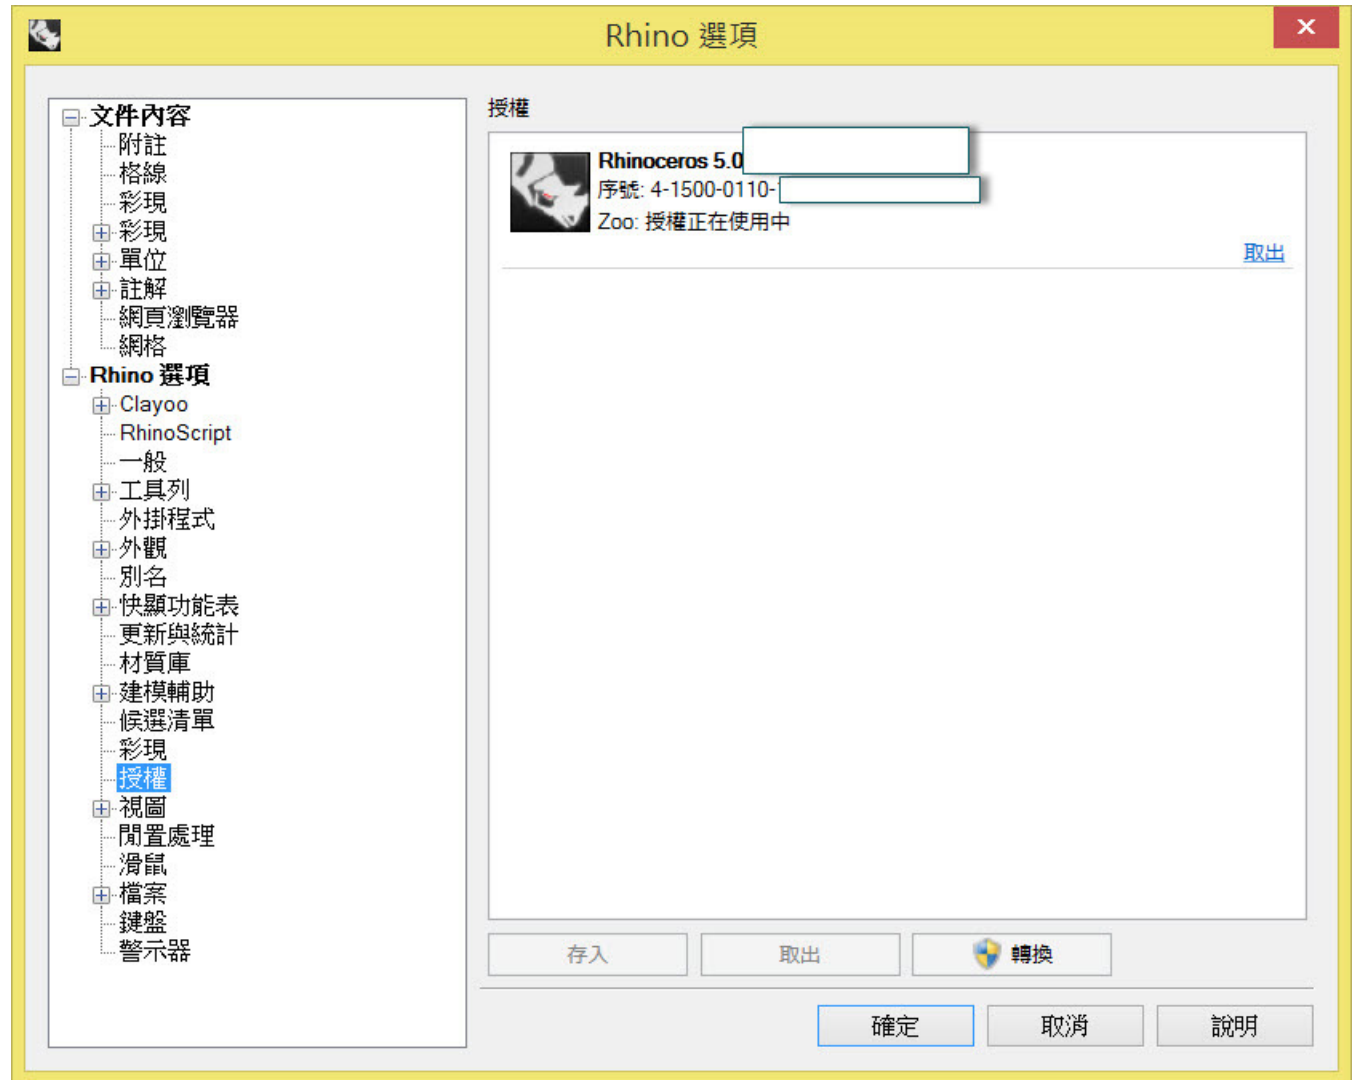 Rhino 選項
文件內容
附註
格線
彩現
彩現
單位
註解
網頁瀏覽器
網格
Rhino 選項
Clayoo
RhinoScript
一般
工具列
外掛程式
外觀
別名
快顯功能表
更新與統計
材質庫
建模輔助
候選清單
彩現
授權
視圖
閒置處理
滑鼠
檔案
鍵盤
警示器
授權
Rhinoceros 5.0
序號: 4-1500-0110-
Zoo: 授權正在使用中
取出
存入
取出
轉換
確定
取消
說明